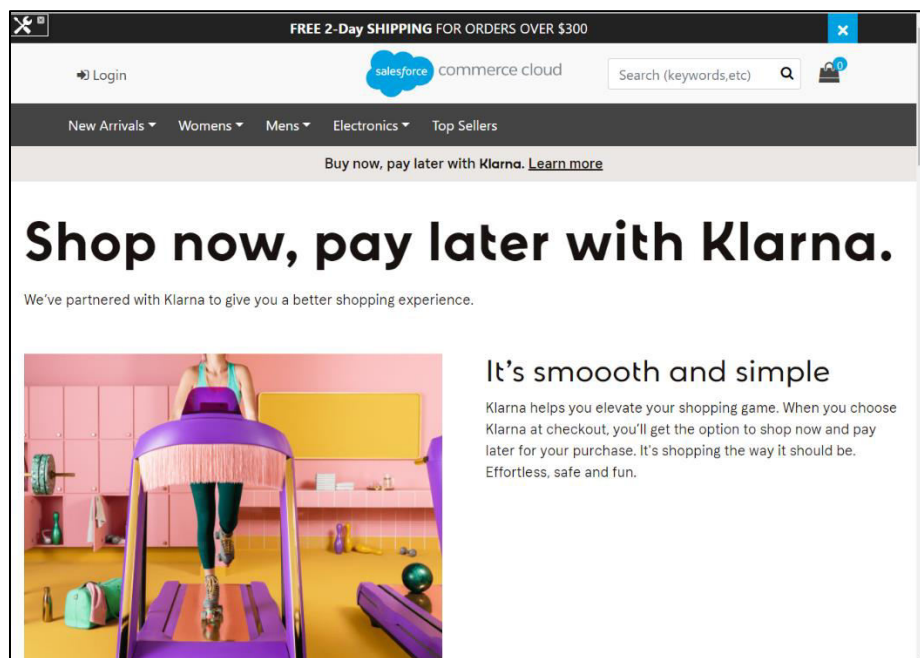 FREE 2-Day SHIPPING FOR ORDERS OVER $300
Login
salesforce commerce cloud
Search (keywords,etc)
0
New Arrivals
Womens
Mens
Electronics
Top Sellers
Buy now, pay later with Klarna. Learn more
Shop now, pay later with Klarna.
We've partnered with Klarna to give you a better shopping experience.
It's smoooth and simple
Klarna helps you elevate your shopping game. When you choose
Klarna at checkout, you'll get the option to shop now and pay
later for your purchase. It's shopping the way it should be.
Effortless, safe and fun.